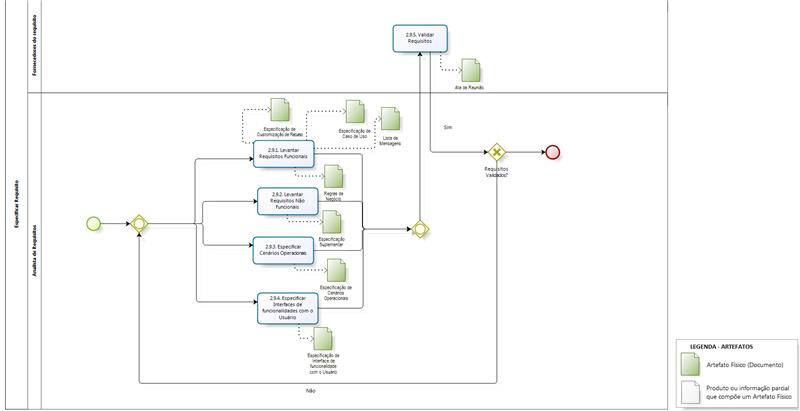 Especificar Requisito
Fornecedores do requisito
2.9.5. Validar
Requisitos
Ata de Reunião
Analista de Requisitos
Especificação de
Customização de Recurso
Especificação de
Caso de Uso
Lista de
Mensagens
Sim
2.9.1. Levantar
Requisitos Funcionais
Requisitos
Validados?
Regras de
Negócio
2.9.2. Levantar
Requisitos Não
Funcionais
Especificação
Suplementar
2.9.3. Especificar
Cenários Operacionais
Especificação de
Cenários
Operacionais
2.9.4. Especificar
Interfaces de
funcionalidades com o
Usuário
Especificação de
Interface de
funcionalidade
com o Usuário
Não
LEGENDA - ARTEFATOS
Artefato Físico (Documento)
Produto ou informação parcial
que compõe um Artefato Físico